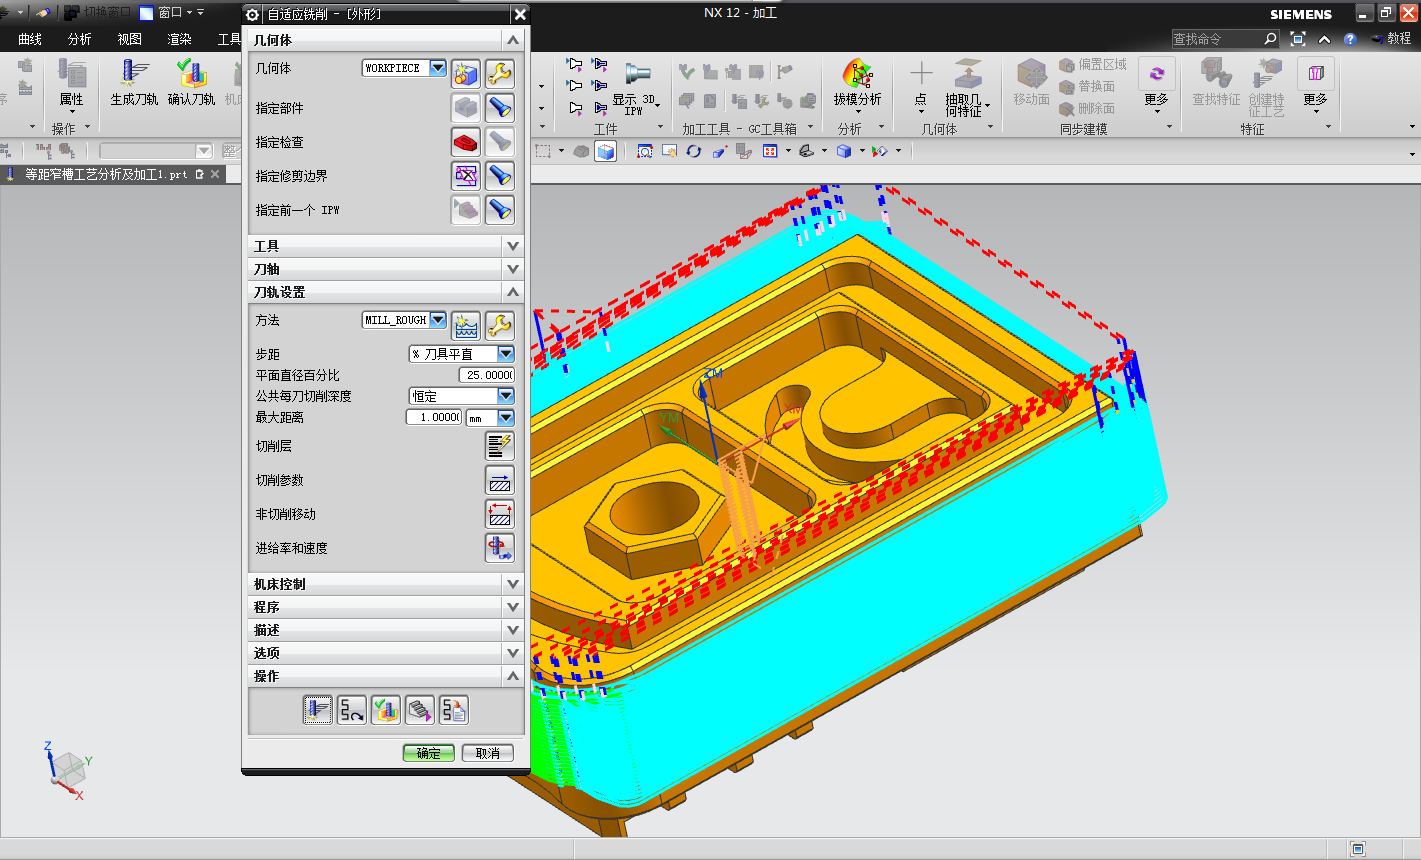 切换窗口 窗口
NX 12 - 加工
SIEMENS
曲线 分析 视图 渲染 工具
查找命令
教程
属性
生成刀轨 确认刀轨
操作
显示 3D IPW
工件
加工工具 - GC工具箱
拔模分析
分析
点
抽取几何特征
几何体
移动面
偏置区域
替换面
删除面
更多
同步建模
查找特征
创建特征工艺
更多
特征
等距窄槽工艺分析及加工1.prt
自适应铣削 - [外形]
几何体
几何体 WORKPIECE
指定部件
指定检查
指定修剪边界
指定前一个 IPW
工具
刀轴
刀轨设置
方法 MILL_ROUGH
步距 % 刀具平直
平面直径百分比 25.0000
公共每刀切削深度 恒定
最大距离 1.0000 mm
切削层
切削参数
非切削移动
进给率和速度
机床控制
程序
描述
选项
操作
确定 取消
ZM
YM
XM
Z
Y
X